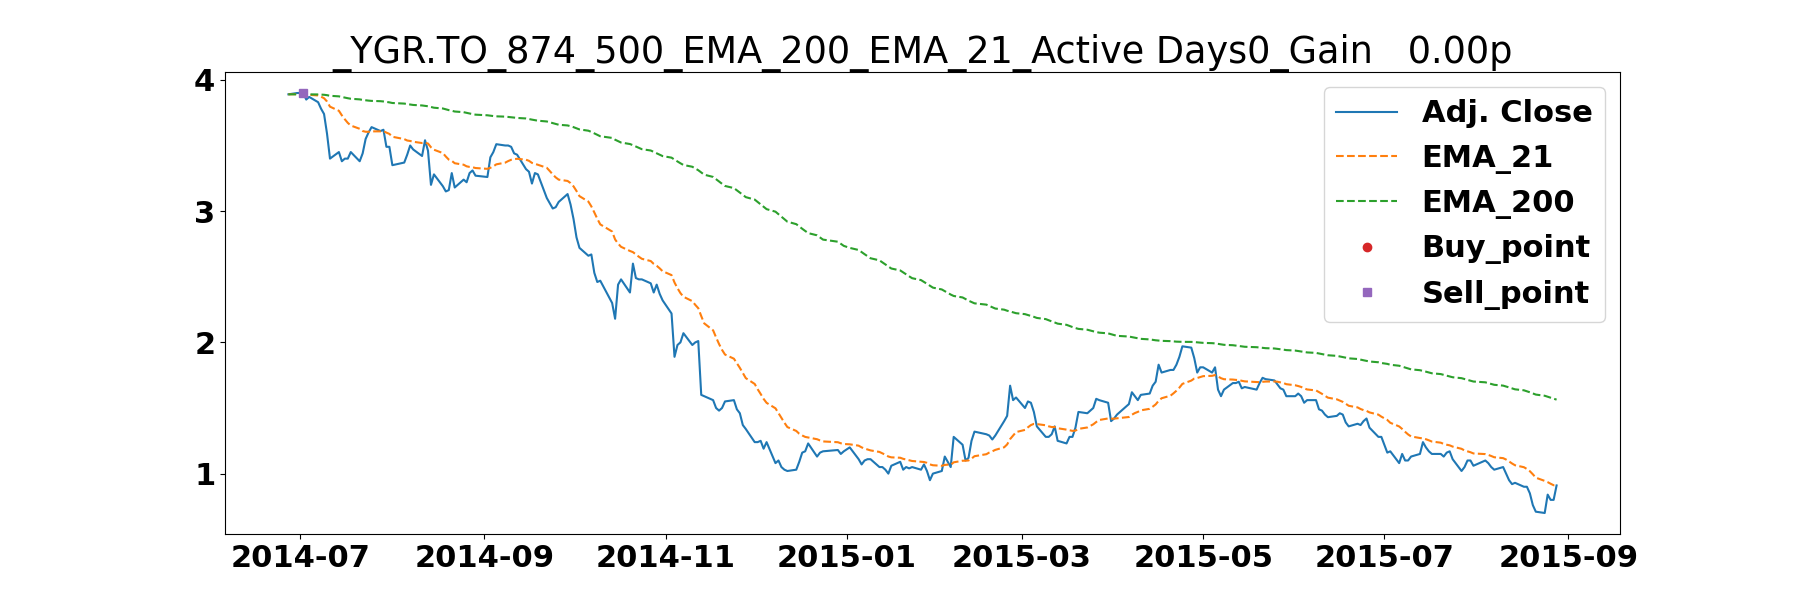 _YGR.TO_874_500_EMA_200_EMA_21_Active Days0_Gain   0.00p
4
3
2
1
Adj. Close
EMA_21
EMA_200
Buy_point
Sell_point
2014-07 2014-09 2014-11 2015-01 2015-03 2015-05 2015-07 2015-09